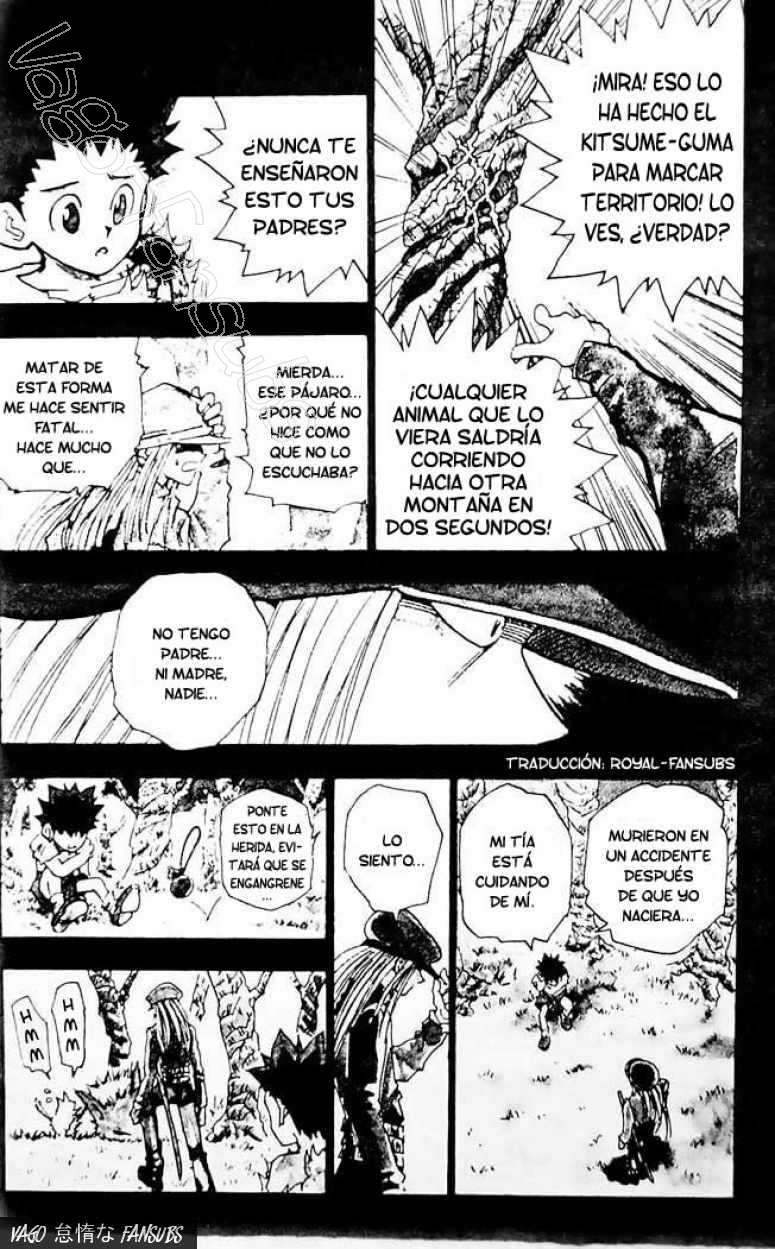 ¡MIRA! ESO LO
HA HECHO EL
KITSUME-GUMA
PARA MARCAR
TERRITORIO! LO
VES, ¿VERDAD?
¡CUALQUIER
ANIMAL QUE LO
VIERA SALDRÍA
CORRIENDO
HACIA OTRA
MONTAÑA EN
DOS SEGUNDOS!
¿NUNCA TE
ENSEÑARON
ESTO TUS
PADRES?
MIERDA...
ESE PÁJARO...
¿POR QUÉ NO
HICE COMO
QUE NO LO
ESCUCHABA?
MATAR DE
ESTA FORMA
ME HACE SENTIR
FATAL...
HACE MUCHO
QUE...
NO TENGO
PADRE...
NI MADRE,
NADIE...
TRADUCCIÓN: ROYAL-FANSUBS
MURIERON EN
UN ACCIDENTE
DESPUÉS
DE QUE YO
NACIERA...
MI TÍA
ESTÁ
CUIDANDO
DE MÍ.
LO
SIENTO...
PONTE
ESTO EN LA
HERIDA, EVI-
TARÁ QUE SE
ENGANGRENE
...
HMM
HMM
Vago Fansubs
VAGO 怠惰な FANSUBS